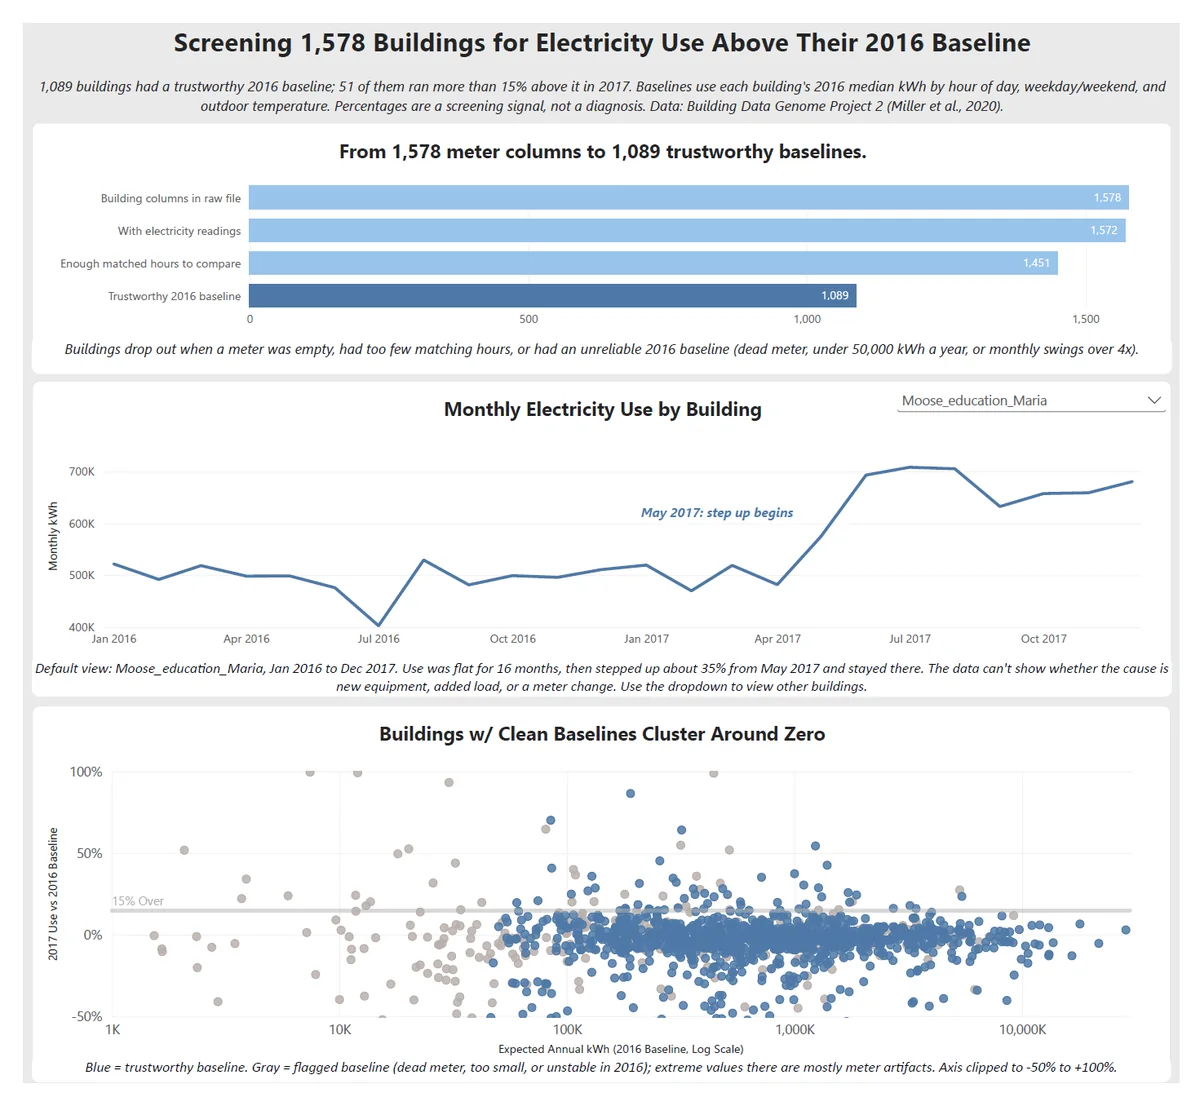 Screening 1,578 Buildings for Electricity Use Above Their 2016 Baseline
1,089 buildings had a trustworthy 2016 baseline; 51 of them ran more than 15% above it in 2017. Baselines use each building's 2016 median kWh by hour of day, weekday/weekend, and
outdoor temperature. Percentages are a screening signal, not a diagnosis. Data: Building Data Genome Project 2 (Miller et al., 2020).
From 1,578 meter columns to 1,089 trustworthy baselines.
Building columns in raw file
1,578
With electricity readings
1,572
Enough matched hours to compare
1,451
Trustworthy 2016 baseline
1,089
0
500
1,000
1,500
Buildings drop out when a meter was empty, had too few matching hours, or had an unreliable 2016 baseline (dead meter, under 50,000 kWh a year, or monthly swings over 4x).
Monthly Electricity Use by Building
Moose_education_Maria
Monthly kWh
700K
600K
500K
400K
May 2017: step up begins
Jan 2016
Apr 2016
Jul 2016
Oct 2016
Jan 2017
Apr 2017
Jul 2017
Oct 2017
Default view: Moose_education_Maria, Jan 2016 to Dec 2017. Use was flat for 16 months, then stepped up about 35% from May 2017 and stayed there. The data can't show whether the cause is
new equipment, added load, or a meter change. Use the dropdown to view other buildings.
Buildings w/ Clean Baselines Cluster Around Zero
2017 Use vs 2016 Baseline
100%
50%
15% Over
0%
-50%
1K
10K
100K
1,000K
10,000K
Expected Annual kWh (2016 Baseline, Log Scale)
Blue = trustworthy baseline. Gray = flagged baseline (dead meter, too small, or unstable in 2016); extreme values there are mostly meter artifacts. Axis clipped to -50% to +100%.